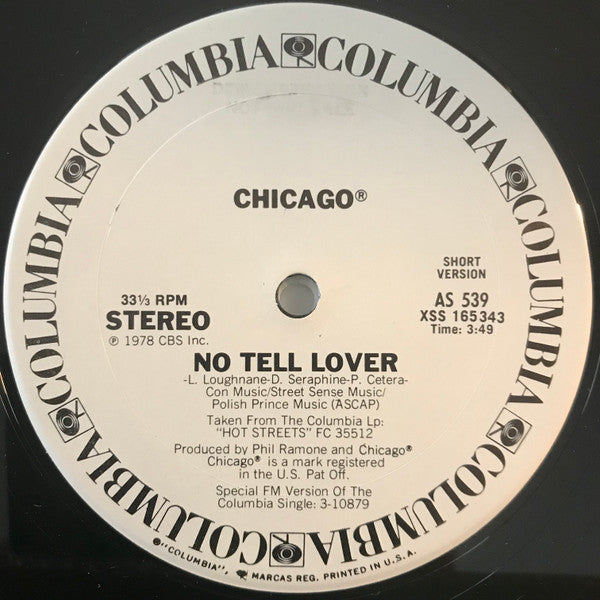 COLUMBIA COLUMBIA COLUMBIA COLUMBIA COLUMBIA COLUMBIA
CHICAGO®
SHORT
VERSION
33⅓ RPM
STEREO
℗ 1978 CBS Inc.
AS 539
XSS 165343
Time: 3:49
NO TELL LOVER
-L. Loughnane-D. Seraphine-P. Cetera-
Con Music/Street Sense Music/
Polish Prince Music (ASCAP)
Taken From The Columbia Lp:
"HOT STREETS" FC 35512
Produced by Phil Ramone and Chicago®
Chicago® is a mark registered
in the U.S. Pat Off.
Special FM Version Of The
Columbia Single: 3-10879
®"COLUMBIA", MARCAS REG. PRINTED IN U.S.A.